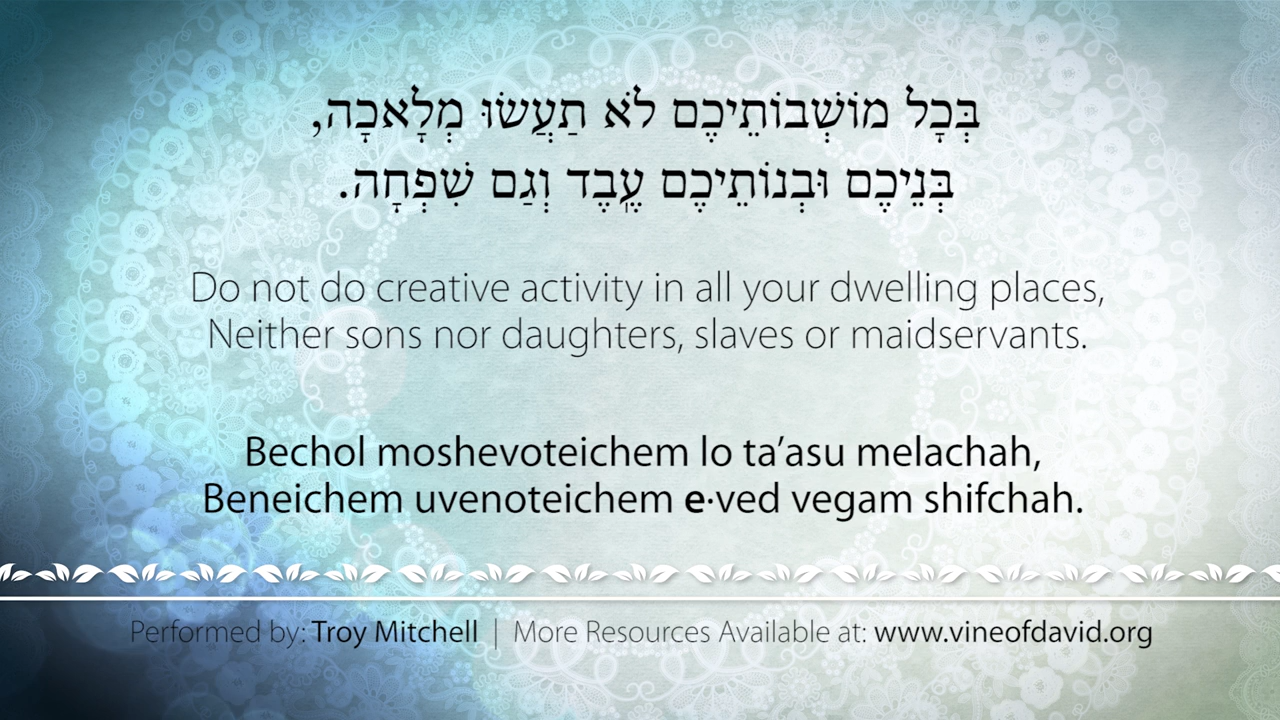 בְּכָל מוֹשְׁבוֹתֵיכֶם לֹא תַעֲשׂוּ מְלָאכָה,
בְּנֵיכֶם וּבְנוֹתֵיכֶם עֶֽבֶד וְגַם שִׁפְחָה.
Do not do creative activity in all your dwelling places,
Neither sons nor daughters, slaves or maidservants.
Bechol moshevoteichem lo ta’asu melachah,
Beneichem uvenoteichem e·ved vegam shifchah.
Performed by: Troy Mitchell | More Resources Available at: www.vineofdavid.org